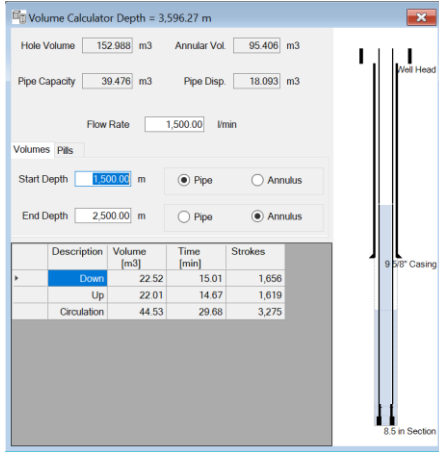 Volume Calculator Depth = 3,596.27 m
Hole Volume 152.988 m3 Annular Vol. 95.406 m3
Well Head
Pipe Capacity 39.476 m3 Pipe Disp. 18.093 m3
Flow Rate 1,500.00 l/min
Volumes Pills
Start Depth 1,500.00 m Pipe Annulus
End Depth 2,500.00 m Pipe Annulus
Description Volume [m3] Time [min] Strokes
9 5/8" Casing
Down 22.52 15.01 1,656
Up 22.01 14.67 1,619
Circulation 44.53 29.68 3,275
8.5 in Section